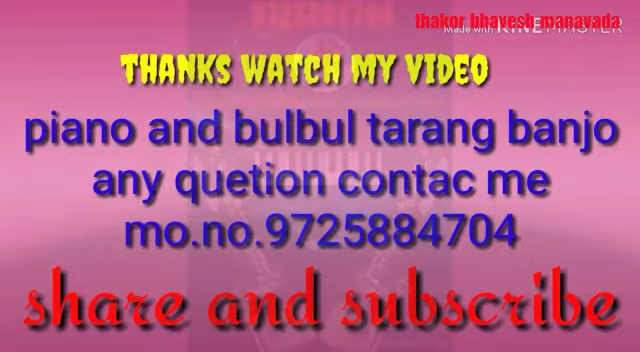 thakor bhavesh manavada
Made with KINEMASTER
THANKS WATCH MY VIDEO
piano and bulbul tarang banjo
any quetion contac me
mo.no.9725884704
share and subscribe